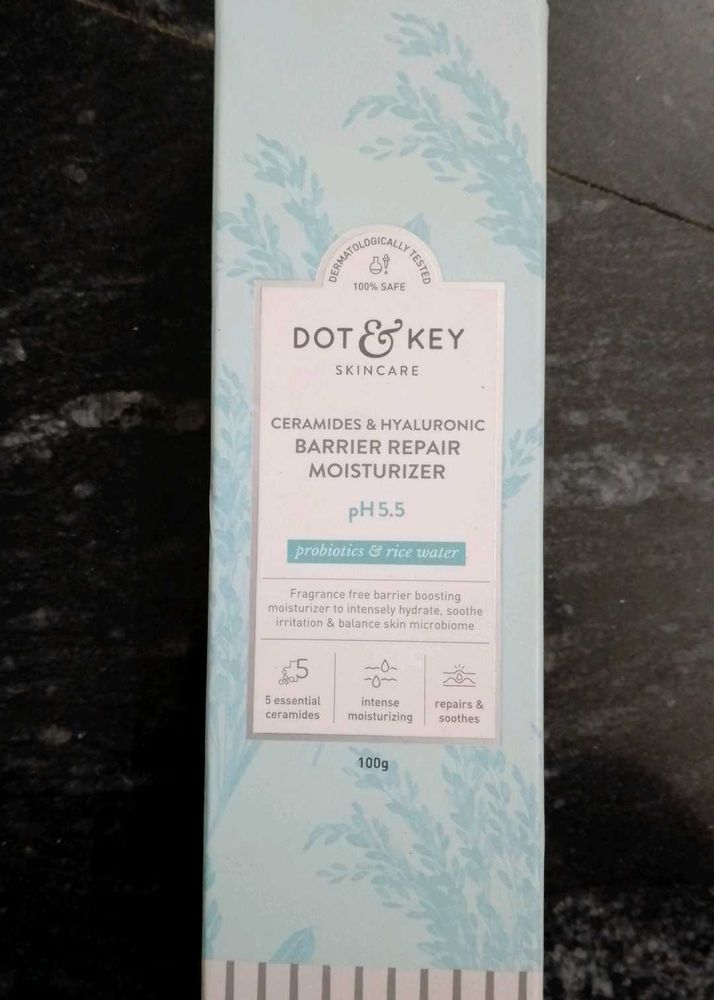 DERMATOLOGICALLY TESTED
100% SAFE
DOT & KEY
SKINCARE
CERAMIDES & HYALURONIC
BARRIER REPAIR
MOISTURIZER
pH 5.5
probiotics & rice water
Fragrance free barrier boosting
moisturizer to intensely hydrate, soothe
irritation & balance skin microbiome
5
5 essential
ceramides
intense
moisturizing
repairs &
soothes
100g